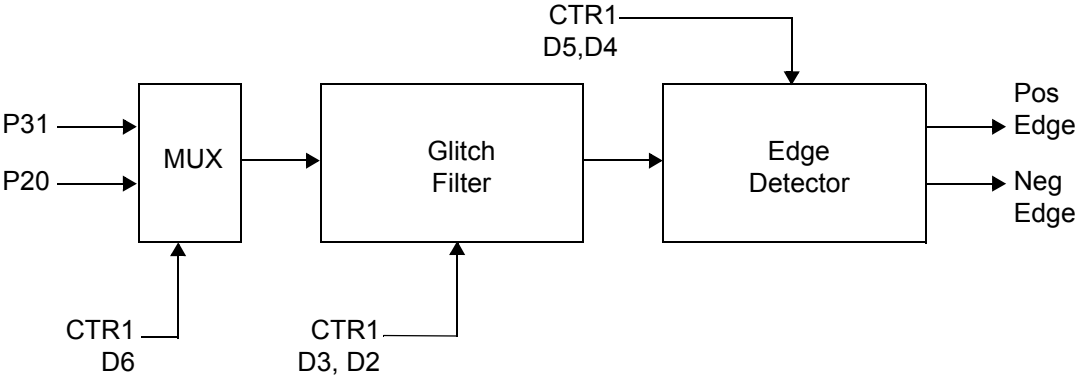 CTR1
D5,D4
P31
P20
MUX
Glitch
Filter
Edge
Detector
Pos
Edge
Neg
Edge
CTR1
D6
CTR1
D3, D2